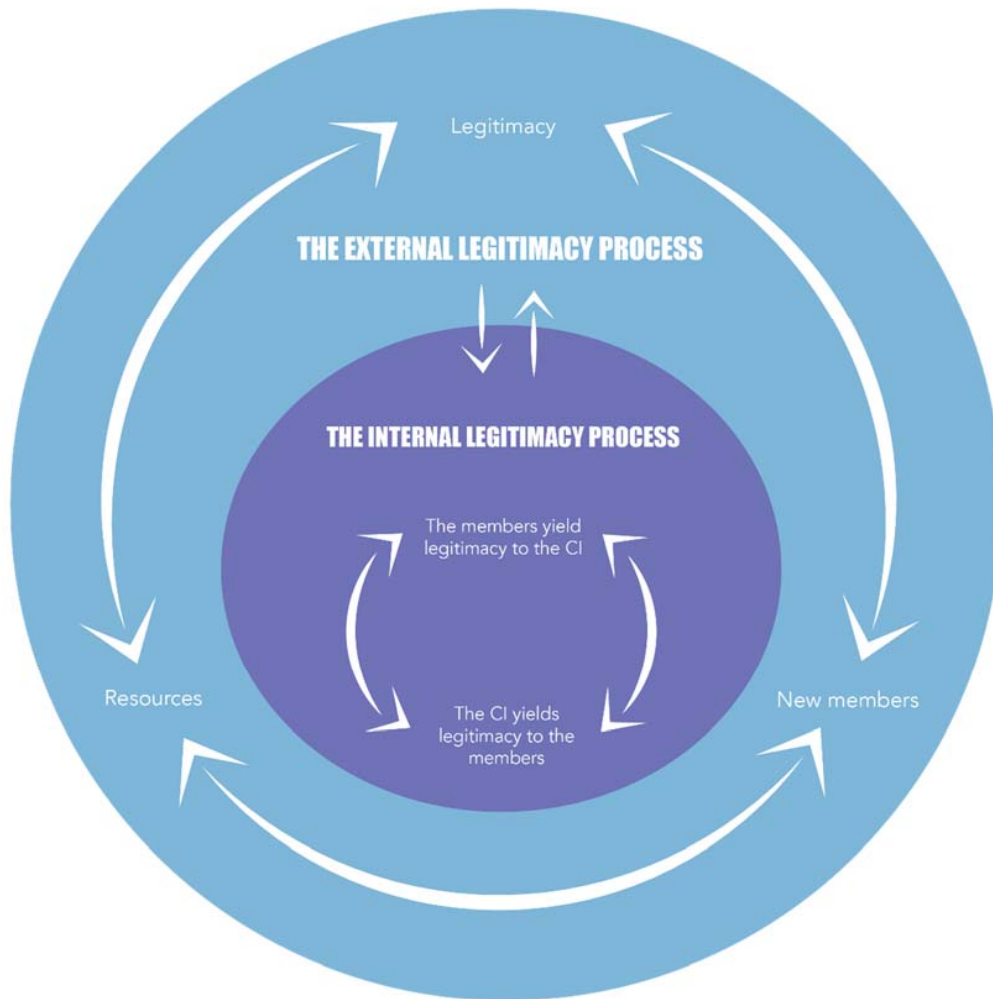 Legitimacy
THE EXTERNAL LEGITIMACY PROCESS
THE INTERNAL LEGITIMACY PROCESS
The members yield
legitimacy to the CI
Resources
New members
The CI yields
legitimacy to the
members